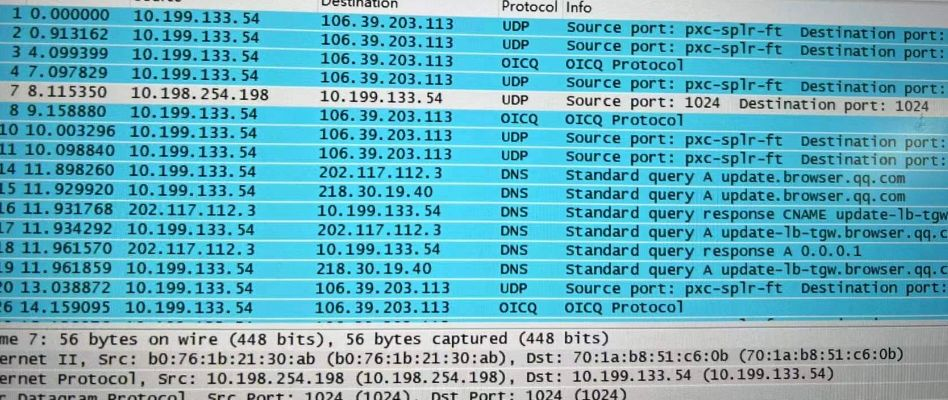 Destination Protocol Info
1 0.000000 10.199.133.54 106.39.203.113 UDP Source port: pxc-splr-ft Destination port:
2 0.913162 10.199.133.54 106.39.203.113 UDP Source port: pxc-splr-ft Destination port:
3 4.099399 10.199.133.54 106.39.203.113 OICQ OICQ Protocol
4 7.097829 10.199.133.54 106.39.203.113 UDP Source port: pxc-splr-ft Destination port:
7 8.115350 10.198.254.198 10.199.133.54 UDP Source port: 1024 Destination port: 1024
8 9.158880 10.199.133.54 106.39.203.113 OICQ OICQ Protocol
10 10.003296 10.199.133.54 106.39.203.113 UDP Source port: pxc-splr-ft Destination port:
11 10.098840 10.199.133.54 106.39.203.113 UDP Source port: pxc-splr-ft Destination port:
14 11.898260 10.199.133.54 202.117.112.3 DNS Standard query A update.browser.qq.com
15 11.929920 10.199.133.54 218.30.19.40 DNS Standard query A update.browser.qq.com
16 11.931768 202.117.112.3 10.199.133.54 DNS Standard query response CNAME update-lb-tgw
17 11.934292 10.199.133.54 202.117.112.3 DNS Standard query A update-lb-tgw.browser.qq.c
18 11.961570 202.117.112.3 10.199.133.54 DNS Standard query response A 0.0.0.1
19 11.961859 10.199.133.54 218.30.19.40 DNS Standard query A update-lb-tgw.browser.qq.c
20 13.038872 10.199.133.54 106.39.203.113 UDP Source port: pxc-splr-ft Destination port:
26 14.159095 10.199.133.54 106.39.203.113 OICQ OICQ Protocol
me 7: 56 bytes on wire (448 bits), 56 bytes captured (448 bits)
ernet II, Src: b0:76:1b:21:30:ab (b0:76:1b:21:30:ab), Dst: 70:1a:b8:51:c6:0b (70:1a:b8:51:c6:0b)
ernet Protocol, Src: 10.198.254.198 (10.198.254.198), Dst: 10.199.133.54 (10.199.133.54)
r Datagram Protocol, Src Port: 1024 (1024), Dst Port: 1024 (1024)